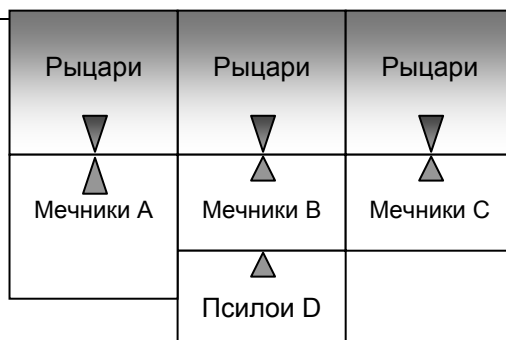 Рыцари Рыцари Рыцари
Мечники А Мечники В Мечники С
Псилои D